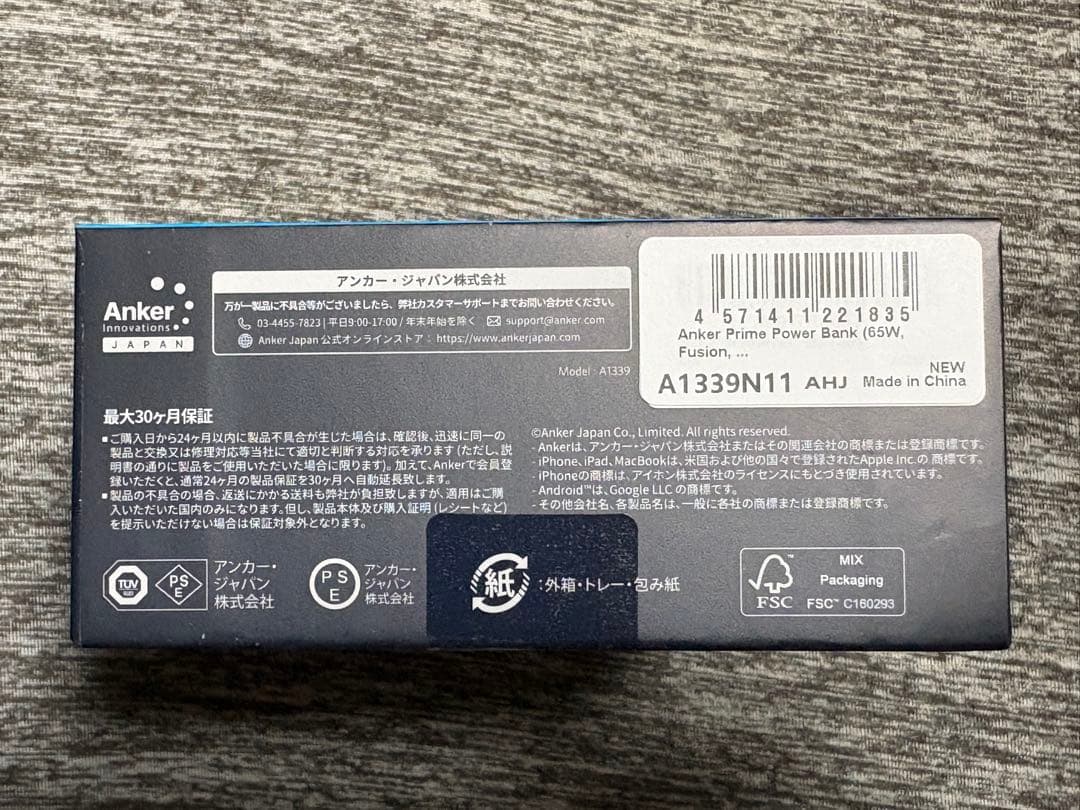 Anker
Innovations
JAPAN
アンカー・ジャパン株式会社
万が一製品に不具合等がございましたら、弊社カスタマーサポートまでお問い合わせください。
03-4455-7823 | 平日9:00-17:00 / 年末年始を除く support@anker.com
Anker Japan 公式オンラインストア : https://www.ankerjapan.com
Model : A1339
4 571411 221835
Anker Prime Power Bank (65W,
Fusion, ...
NEW
A1339N11 AHJ Made in China
最大30ヶ月保証
■ご購入日から24ヶ月以内に製品不具合が生じた場合は、確認後、迅速に同一の
製品と交換又は修理対応等当社にて適切と判断する対応を承ります(ただし、説
明書の通りに製品をご使用いただいた場合に限ります)。加えて、Ankerで会員登
録いただくと、通常24ヶ月の製品保証を30ヶ月へ自動延長致します。
■製品の不具合の場合、返送にかかる送料も弊社が負担致しますが、適用はご購
入いただいた国内のみになります。但し、製品本体及び購入証明(レシートなど)
を提示いただけない場合は保証対象外となります。
©Anker Japan Co., Limited. All rights reserved.
- Ankerは、アンカー・ジャパン株式会社またはその関連会社の商標または登録商標です。
- iPhone、iPad、MacBookは、米国および他の国々で登録されたApple Inc.の商標です。
- iPhoneの商標は、アイホン株式会社のライセンスにもとづき使用されています。
- Android™は、Google LLC の商標です。
- その他会社名、各製品名は、一般に各社の商標または登録商標です。
TÜV
PS
E
アンカー・
ジャパン
株式会社
P S
E
アンカー・
ジャパン
株式会社
紙
:外箱・トレー・包み紙
FSC
MIX
Packaging
FSC™ C160293